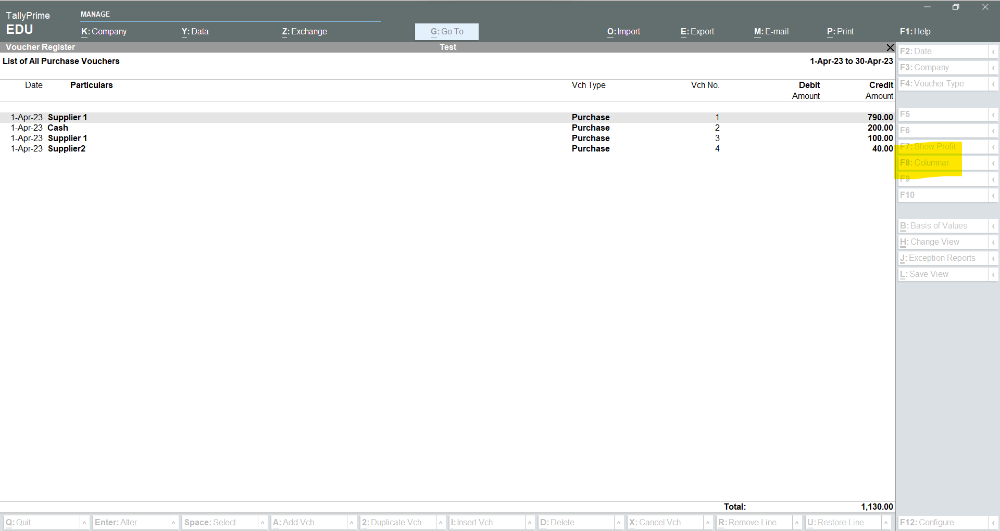 TallyPrime
EDU
MANAGE
K: Company
Y: Data
Z: Exchange
G: Go To
O: Import
E: Export
M: E-mail
P: Print
F1: Help
Voucher Register
Test
List of All Purchase Vouchers
1-Apr-23 to 30-Apr-23
Date Particulars Vch Type Vch No. Debit Credit
Amount Amount
1-Apr-23 Supplier 1 Purchase 1 790.00
1-Apr-23 Cash Purchase 2 200.00
1-Apr-23 Supplier 1 Purchase 3 100.00
1-Apr-23 Supplier2 Purchase 4 40.00
Total: 1,130.00
F2: Date
F3: Company
F4: Voucher Type
F5
F6
F7: Show Profit
F8: Columnar
F9
F10
B: Basis of Values
H: Change View
J: Exception Reports
L: Save View
Q: Quit
Enter: Alter
Space: Select
A: Add Vch
2: Duplicate Vch
I: Insert Vch
D: Delete
X: Cancel Vch
R: Remove Line
U: Restore Line
F12: Configure